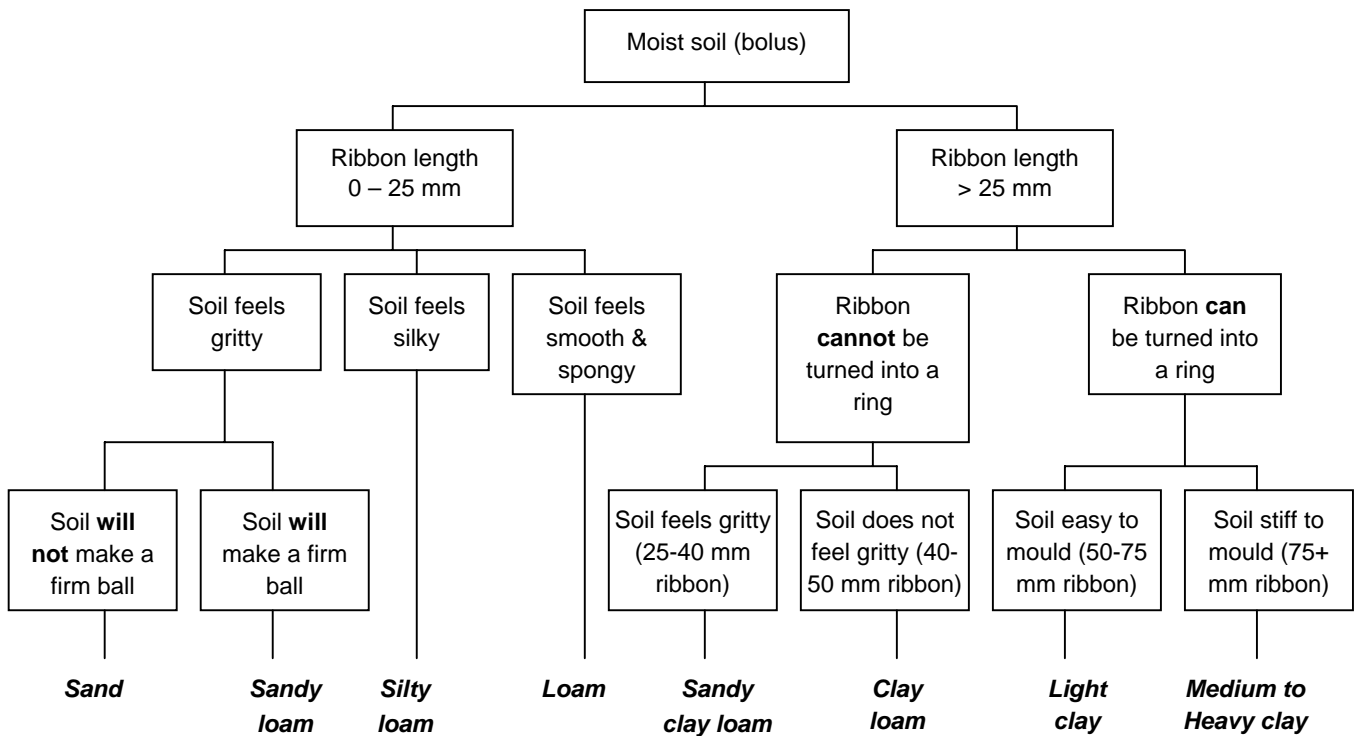 Moist soil (bolus)
Ribbon length
0 – 25 mm
Ribbon length
> 25 mm
Soil feels
gritty
Soil feels
silky
Soil feels
smooth &
spongy
Ribbon
cannot be
turned into a
ring
Ribbon can
be turned into
a ring
Soil will
not make a
firm ball
Soil will
make a firm
ball
Soil feels gritty
(25-40 mm
ribbon)
Soil does not
feel gritty (40-
50 mm ribbon)
Soil easy to
mould (50-75
mm ribbon)
Soil stiff to
mould (75+
mm ribbon)
Sand
Sandy
loam
Silty
loam
Loam
Sandy
clay loam
Clay
loam
Light
clay
Medium to
Heavy clay